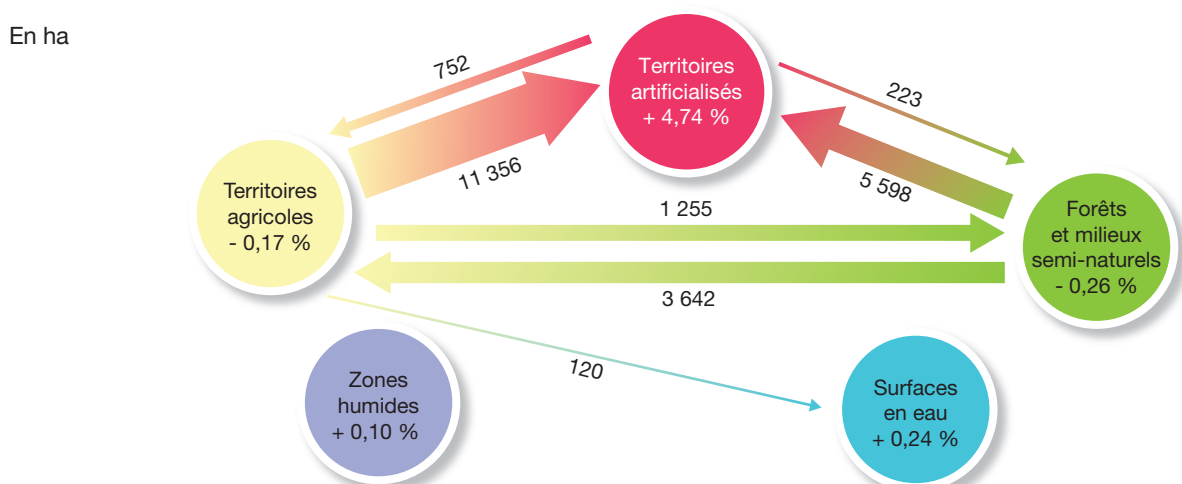 En ha
752
Territoires
artificialisés
+ 4,74 %
223
11 356
5 598
Territoires
agricoles
- 0,17 %
1 255
Forêts
et milieux
semi-naturels
- 0,26 %
3 642
120
Zones
humides
+ 0,10 %
Surfaces
en eau
+ 0,24 %